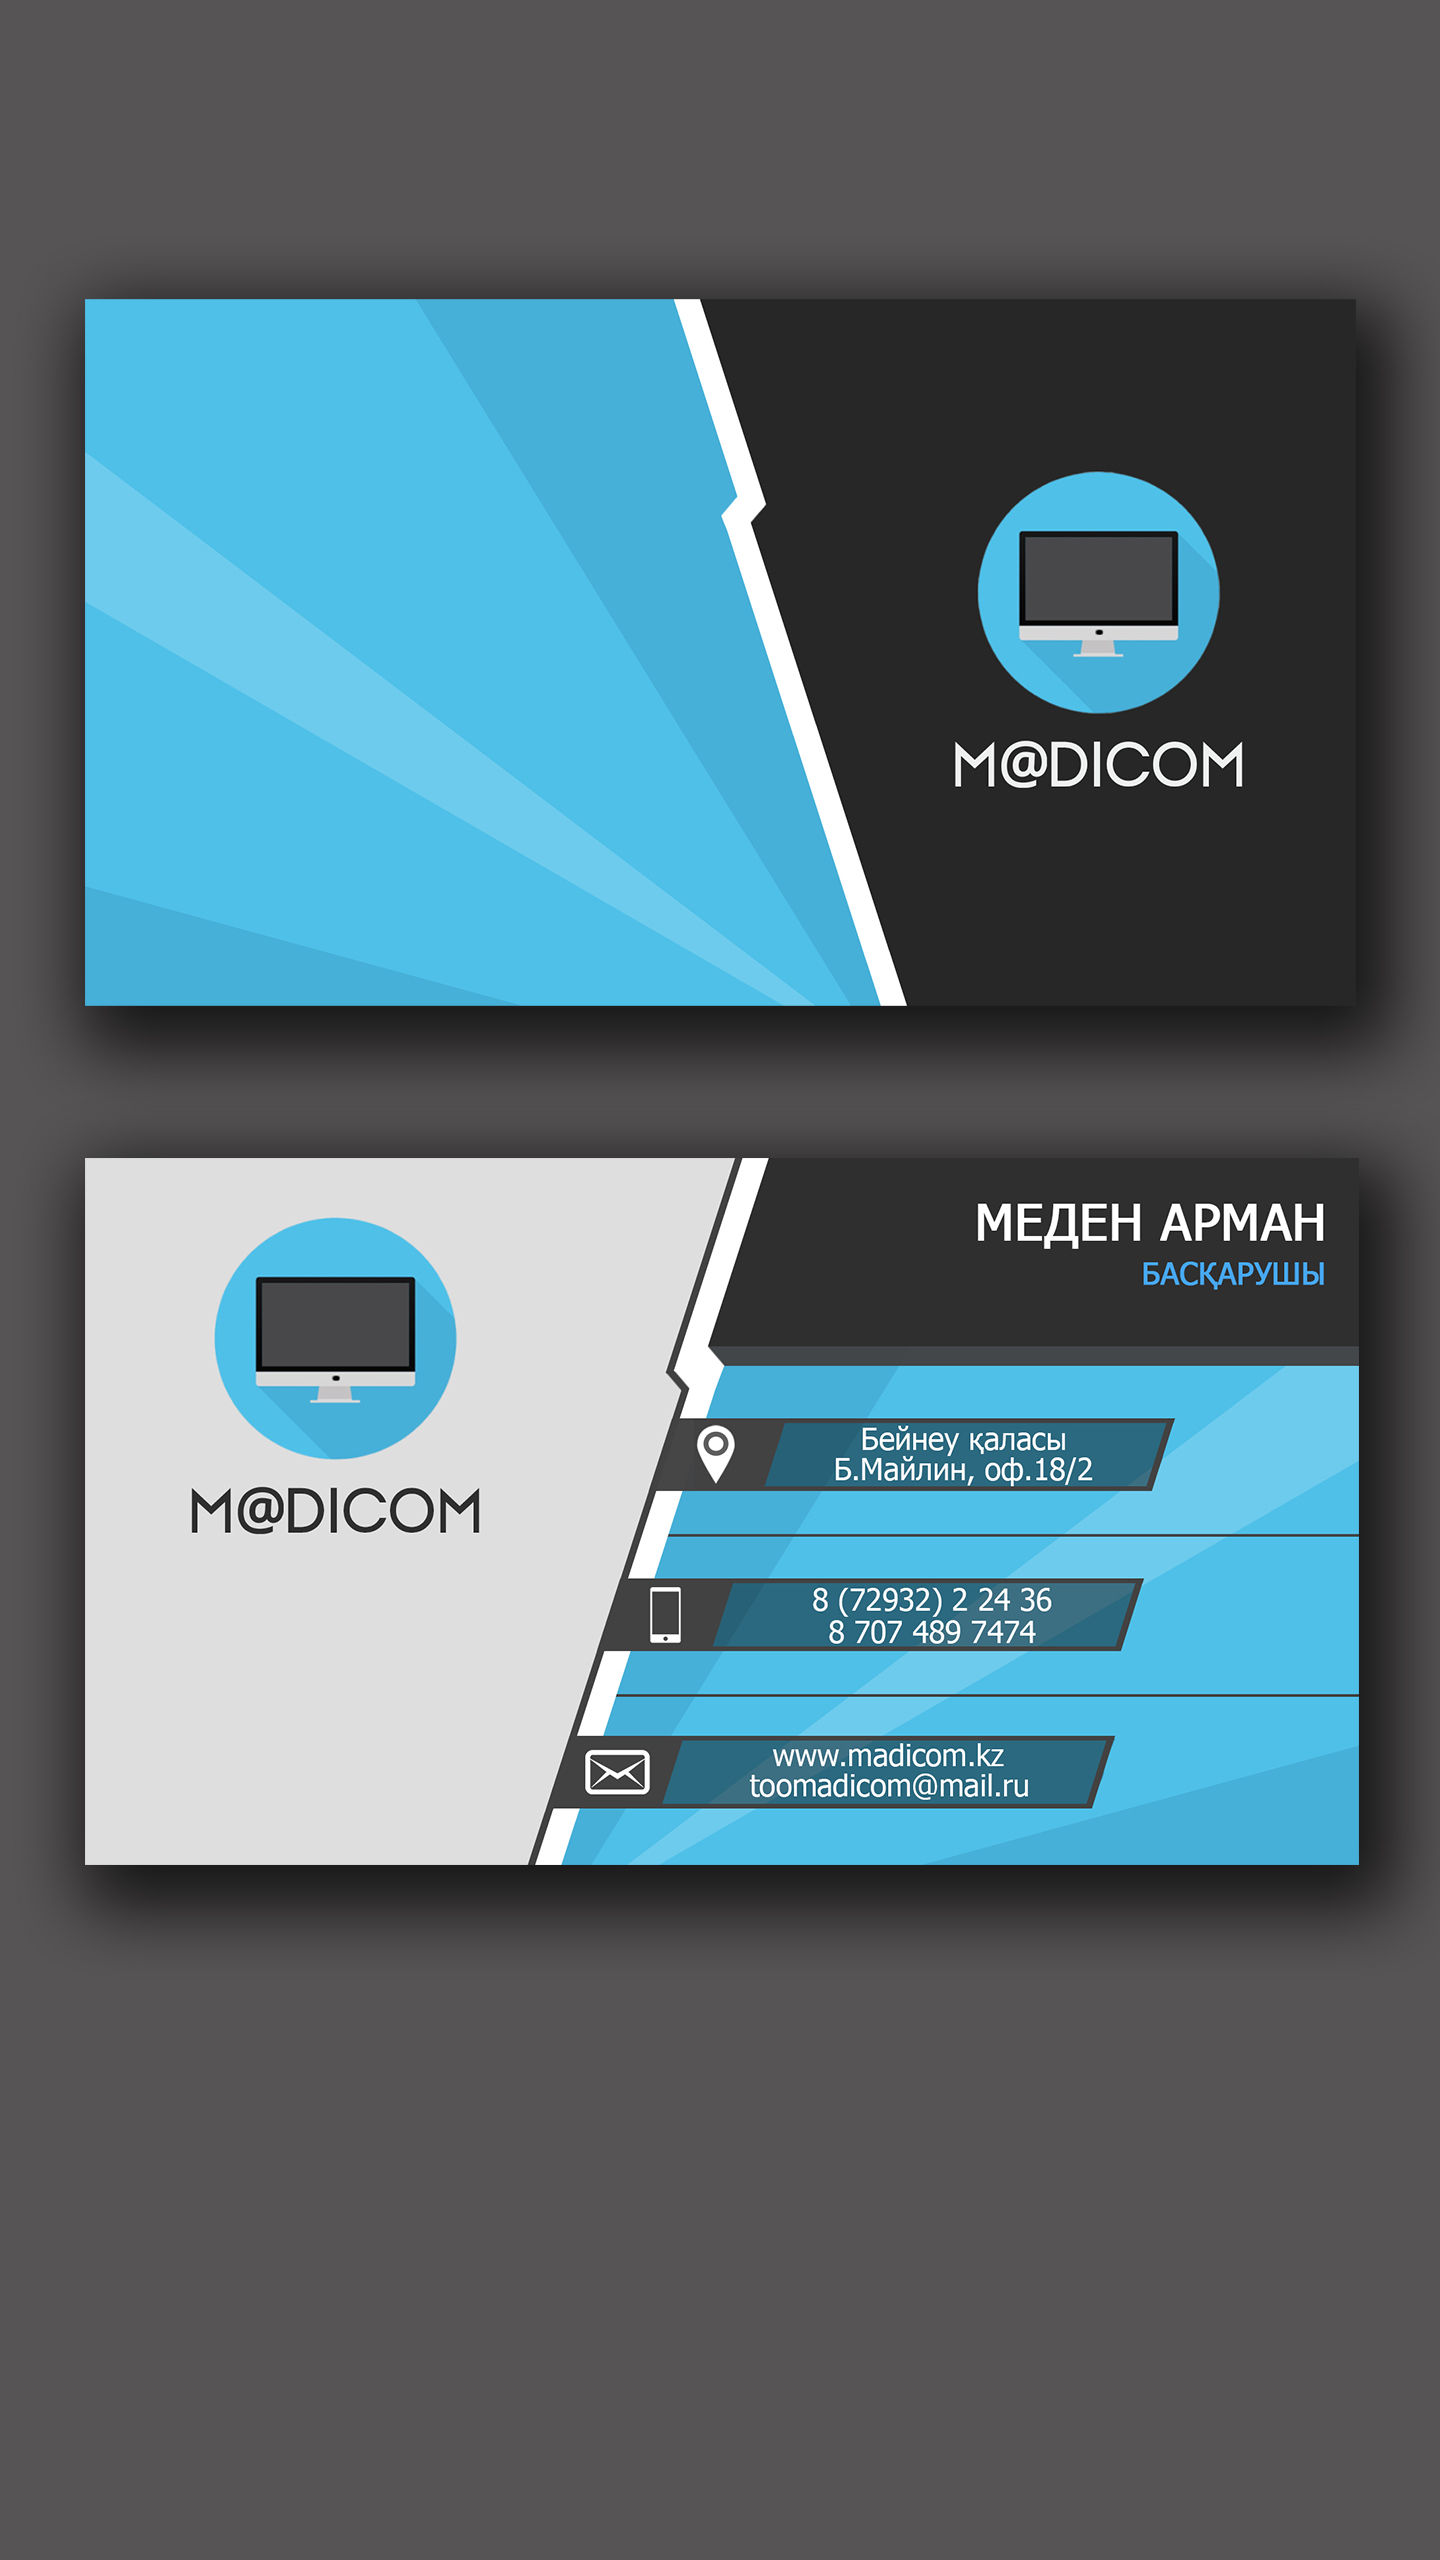 M@DICOM
M@DICOM
МЕДЕН АРМАН
БАСҚАРУШЫ
Бейнеу қаласы
Б.Майлин, оф.18/2
8 (72932) 2 24 36
8 707 489 7474
www.madicom.kz
toomadicom@mail.ru